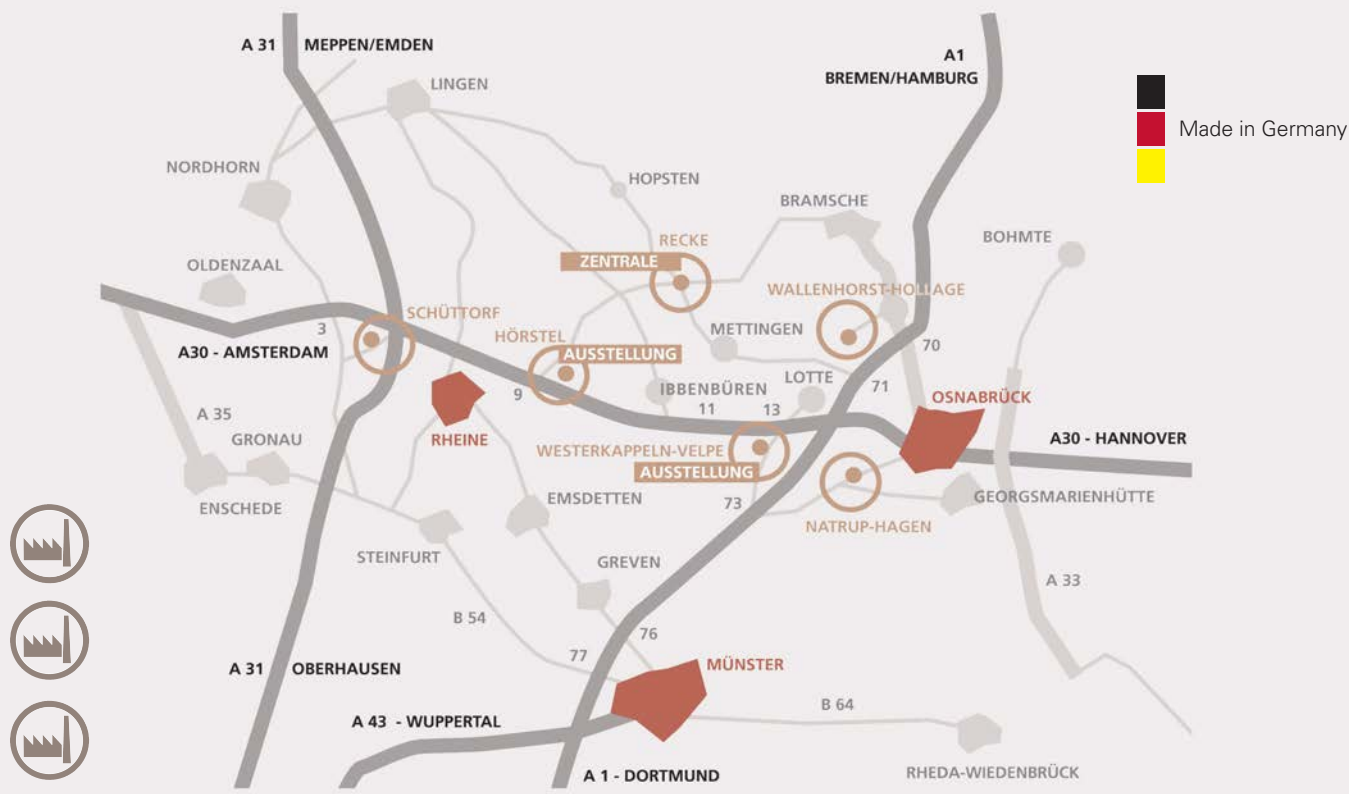 A 31 MEPPEN/EMDEN
A1
BREMEN/HAMBURG
LINGEN
Made in Germany
NORDHORN
HOPSTEN
BRAMSCHE
RECKE
BOHMTE
ZENTRALE
OLDENZAAL
WALLENHORST-HOLLAGE
SCHÜTTORF
3
HÖRSTEL
METTINGEN
A30 - AMSTERDAM
AUSSTELLUNG
70
LOTTE
71
9
IBBENBÜREN
11
13
OSNABRÜCK
A 35
GRONAU
RHEINE
A30 - HANNOVER
WESTERKAPPELN-VELPE
AUSSTELLUNG
ENSCHEDE
EMSDETTEN
73
GEORGSMARIENHÜTTE
NATRUP-HAGEN
STEINFURT
GREVEN
A 33
B 54
76
77
A 31 OBERHAUSEN
MÜNSTER
B 64
A 43 - WUPPERTAL
A 1 - DORTMUND
RHEDA-WIEDENBRÜCK